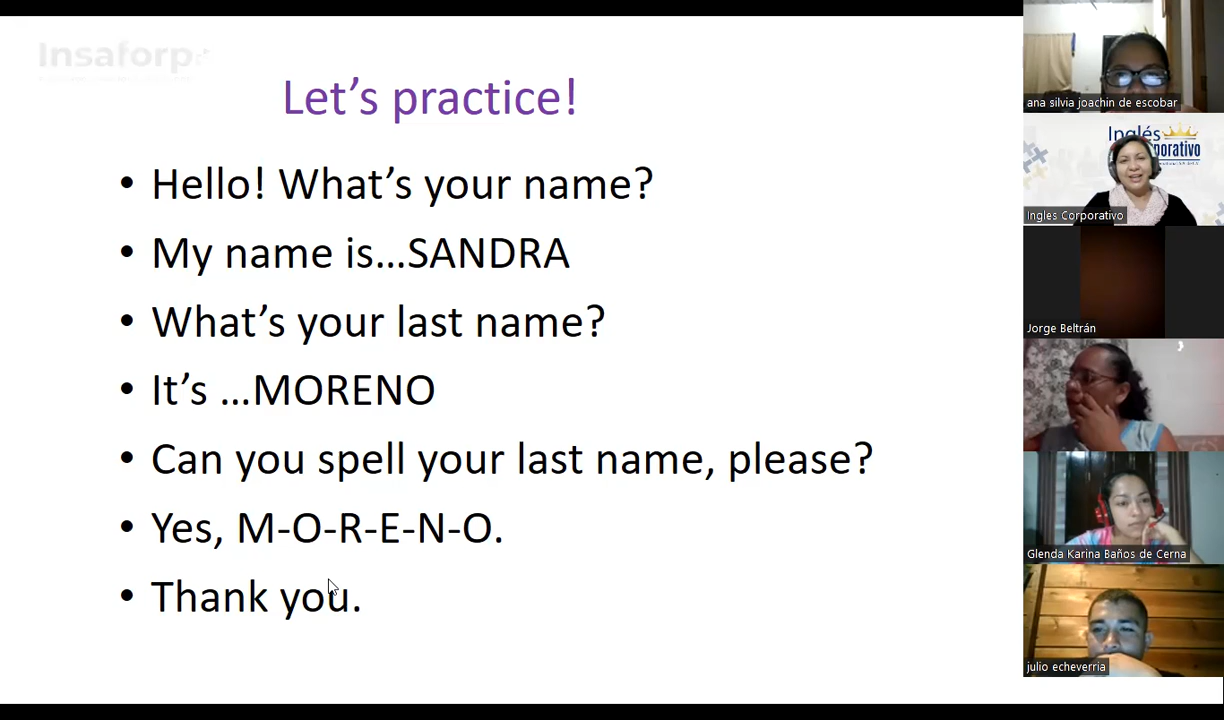 Insaforp
Let's practice!
• Hello! What's your name?
• My name is...SANDRA
• What's your last name?
• It's ...MORENO
• Can you spell your last name, please?
• Yes, M-O-R-E-N-O.
• Thank you.
ana silvia joachín de escobar
Inglés
Corporativo
Ingles Corporativo
Jorge Beltrán
Glenda Karina Baños de Cerna
julio echeverria